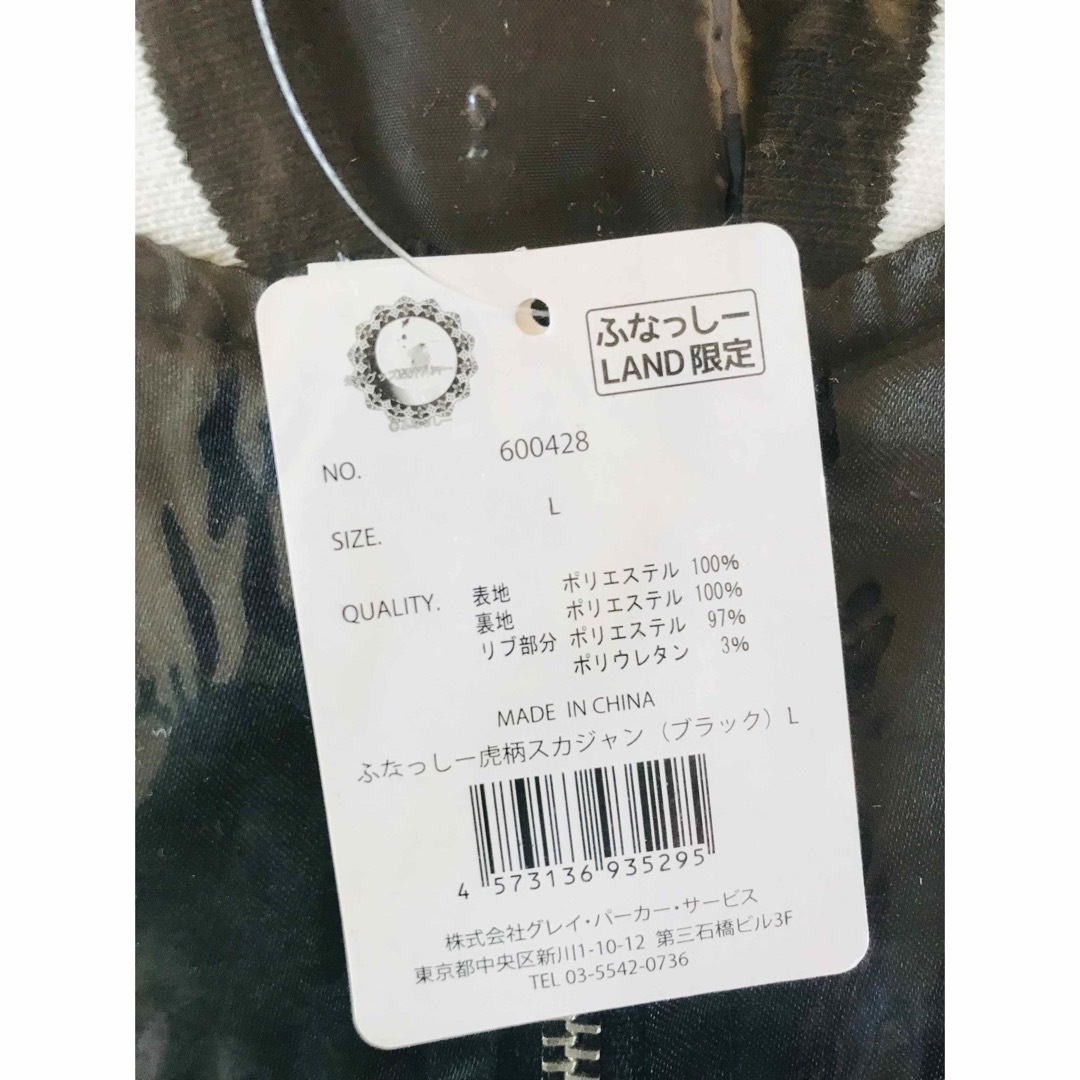 ふなっしー
LAND 限定
NO. 600428
SIZE. L
QUALITY. 表地 ポリエステル 100%
裏地 ポリエステル 100%
リブ部分 ポリエステル 97%
ポリウレタン 3%
MADE IN CHINA
ふなっしー虎柄スカジャン（ブラック）L
4 573136 935295
株式会社グレイ・パーカー・サービス
東京都中央区新川1-10-12 第三石橋ビル3F
TEL 03-5542-0736